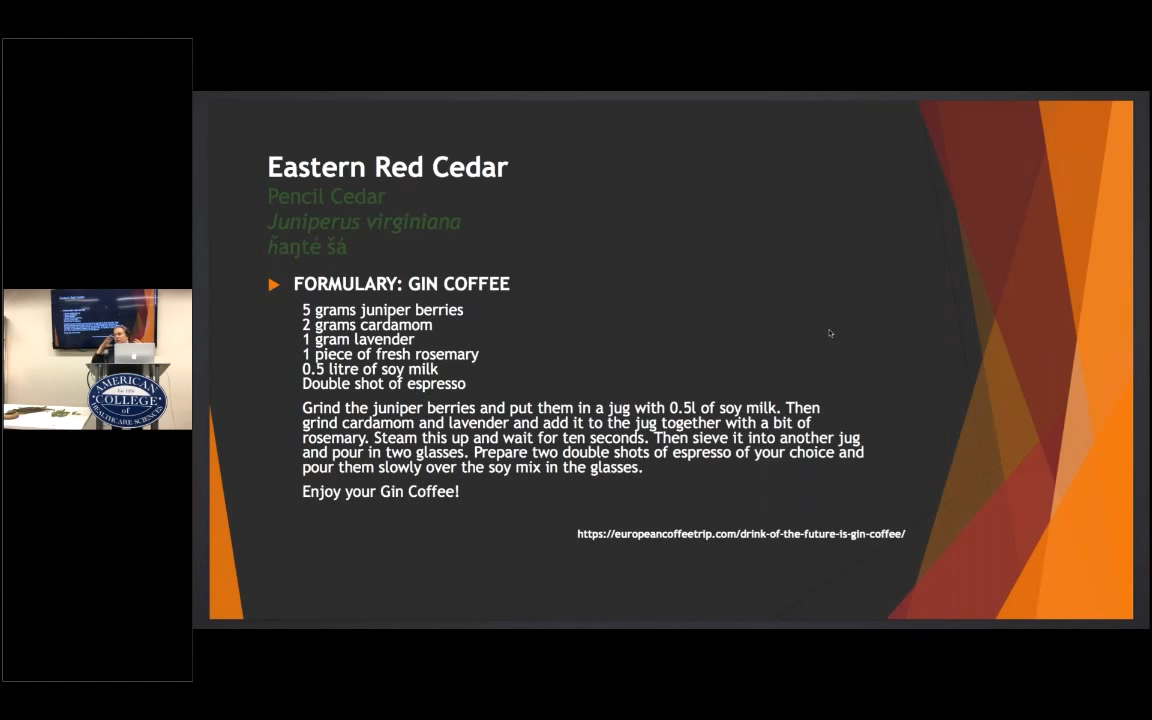 Eastern Red Cedar
Pencil Cedar
Juniperus virginiana
ȟaŋté šá
FORMULARY: GIN COFFEE
5 grams juniper berries
2 grams cardamom
1 gram lavender
1 piece of fresh rosemary
0.5 litre of soy milk
Double shot of espresso
Grind the juniper berries and put them in a jug with 0.5l of soy milk. Then
grind cardamom and lavender and add it to the jug together with a bit of
rosemary. Steam this up and wait for ten seconds. Then sieve it into another jug
and pour in two glasses. Prepare two double shots of espresso of your choice and
pour them slowly over the soy mix in the glasses.
Enjoy your Gin Coffee!
https://europeancoffeetrip.com/drink-of-the-future-is-gin-coffee/
AMERICAN
COLLEGE
of
HEALTHCARE SCIENCES